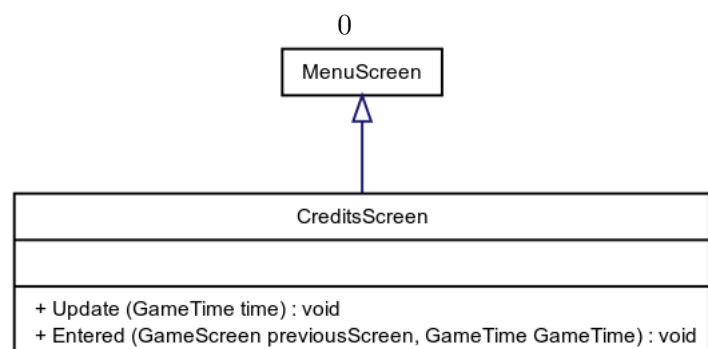 0
MenuScreen
CreditsScreen
+ Update (GameTime time) : void
+ Entered (GameScreen previousScreen, GameTime GameTime) : void